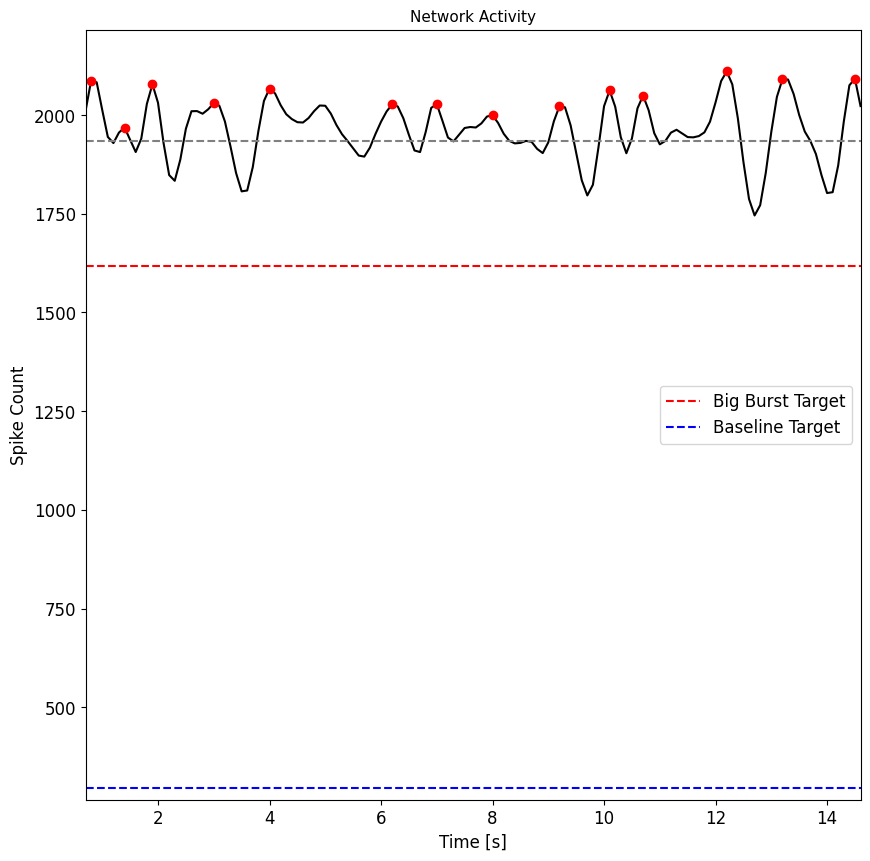 Network Activity
2000
1750
1500
1250
1000
750
500
Spike Count
Big Burst Target
Baseline Target
2 4 6 8 10 12 14
Time [s]